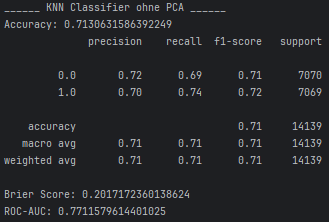 ______ KNN Classifier ohne PCA ______
Accuracy: 0.7130631586392249
precision recall f1-score support
0.0 0.72 0.69 0.71 7070
1.0 0.70 0.74 0.72 7069
accuracy 0.71 14139
macro avg 0.71 0.71 0.71 14139
weighted avg 0.71 0.71 0.71 14139
Brier Score: 0.2017172360138624
ROC-AUC: 0.7711579614401025